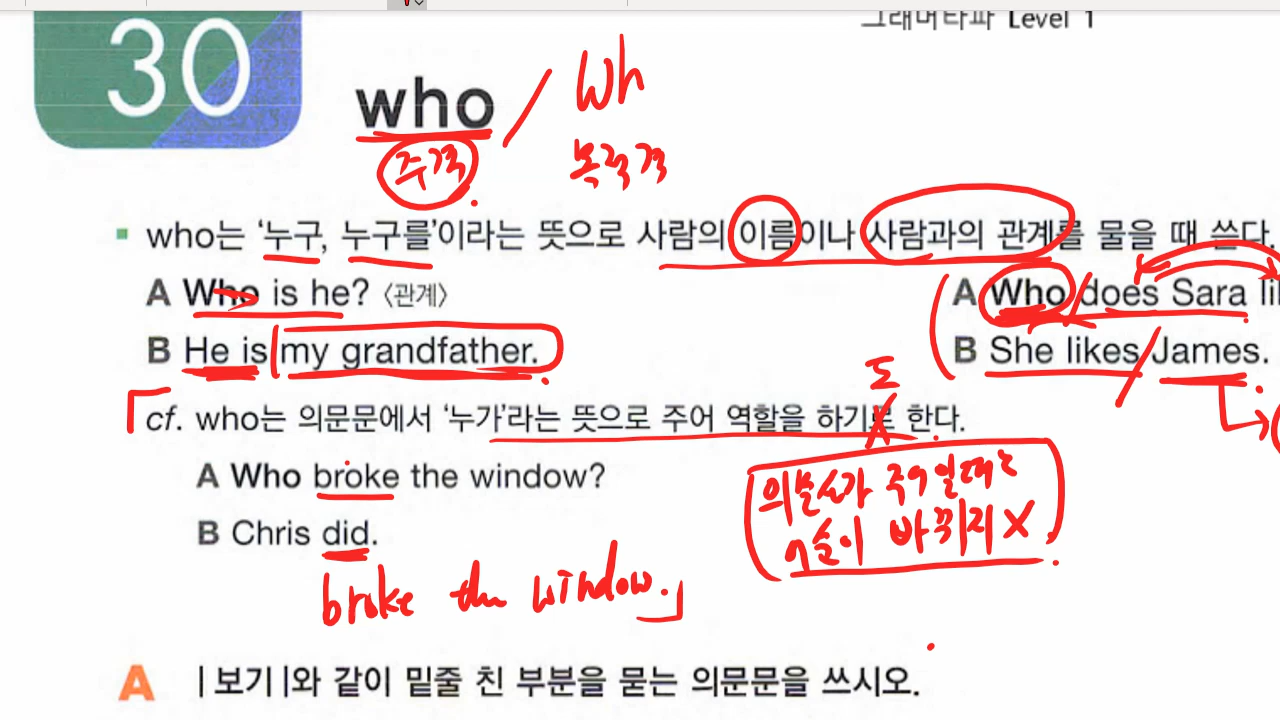 그래머타파 Level 1
30
who / Wh
주격 목적격
who는 '누구, 누구를'이라는 뜻으로 사람의 이름이나 사람과의 관계를 물을 때 쓴다.
A Who is he? 〈관계〉
B He is my grandfather.
A Who does Sara li
B She likes James.
도
cf. who는 의문문에서 '누가'라는 뜻으로 주어 역할을 하기로 한다.
A Who broke the window?
B Chris did.
broke the window.
의문사가 주어일때는
어순이 바뀌지 X
A |보기|와 같이 밑줄 친 부분을 묻는 의문문을 쓰시오.